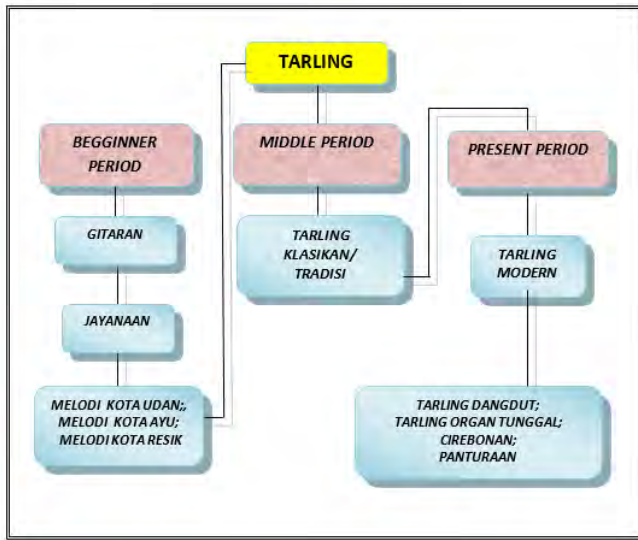 TARLING
BEGGINNER
PERIOD
GITARAN
JAYANAAN
MELODI KOTA UDAN;,
MELODI KOTA AYU;
MELODI KOTA RESIK
MIDDLE PERIOD
TARLING
KLASIKAN/
TRADISI
PRESENT PERIOD
TARLING
MODERN
TARLING DANGDUT;
TARLING ORGAN TUNGGAL;
CIREBONAN;
PANTURAAN